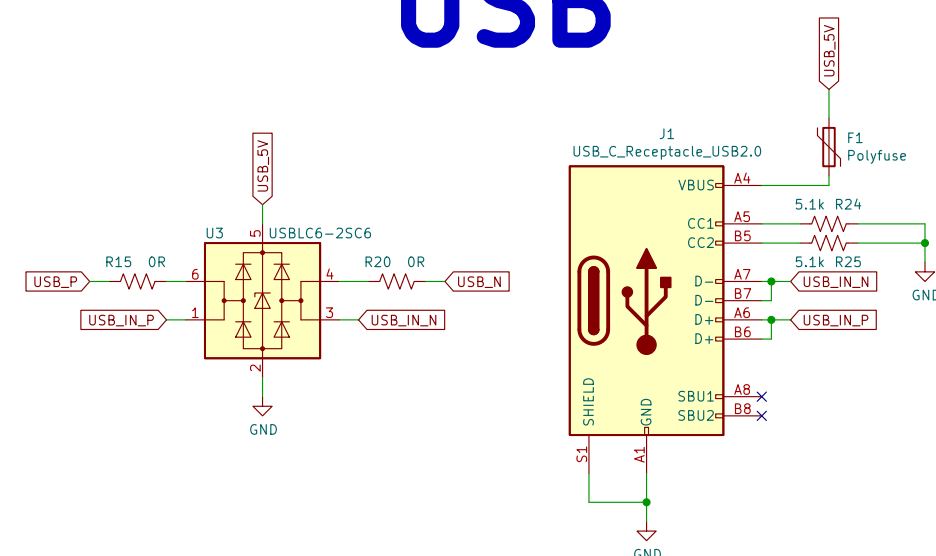 USB
USB_5V
J1
USB_C_Receptacle_USB2.0
F1
Polyfuse
USB_5V
VBUS A4
U3 USBLC6-2SC6
5
5.1k R24
CC1 A5
CC2 B5
5.1k R25
R15 0R
R20 0R
USB_P
6
4
USB_N
D- A7
USB_IN_N
D- B7
USB_IN_P
1
3
USB_IN_N
D+ A6
USB_IN_P
D+ B6
GND
2
GND
SHIELD
GND
SBU1 A8
SBU2 B8
S1
A1
GND